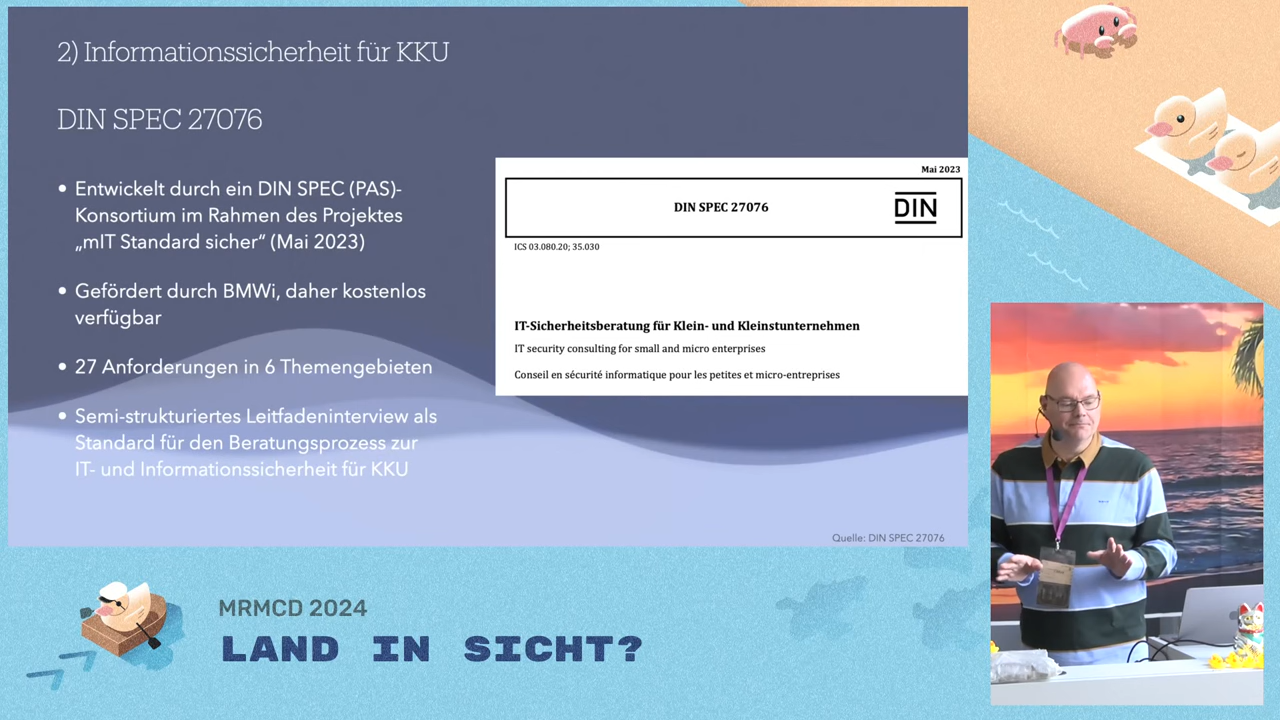 2) Informationssicherheit für KKU
DIN SPEC 27076
• Entwickelt durch ein DIN SPEC (PAS)-
Konsortium im Rahmen des Projektes
„mIT Standard sicher“ (Mai 2023)
• Gefördert durch BMWi, daher kostenlos
verfügbar
• 27 Anforderungen in 6 Themengebieten
• Semi-strukturiertes Leitfadeninterview als
Standard für den Beratungsprozess zur
IT- und Informationssicherheit für KKU
Mai 2023
DIN SPEC 27076
DIN
ICS 03.080.20; 35.030
IT-Sicherheitsberatung für Klein- und Kleinstunternehmen
IT security consulting for small and micro enterprises
Conseil en sécurité informatique pour les petites et micro-entreprises
Quelle: DIN SPEC 27076
MRMCD 2024
LAND IN SICHT?